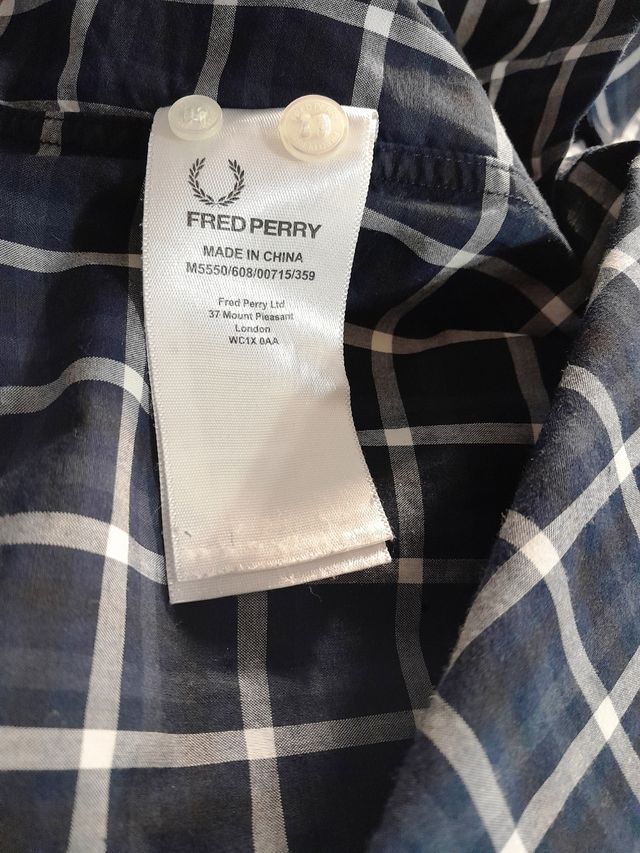 FRED PERRY
MADE IN CHINA
M5550/608/00715/359
Fred Perry Ltd
37 Mount Pleasant
London
WC1X 0AA